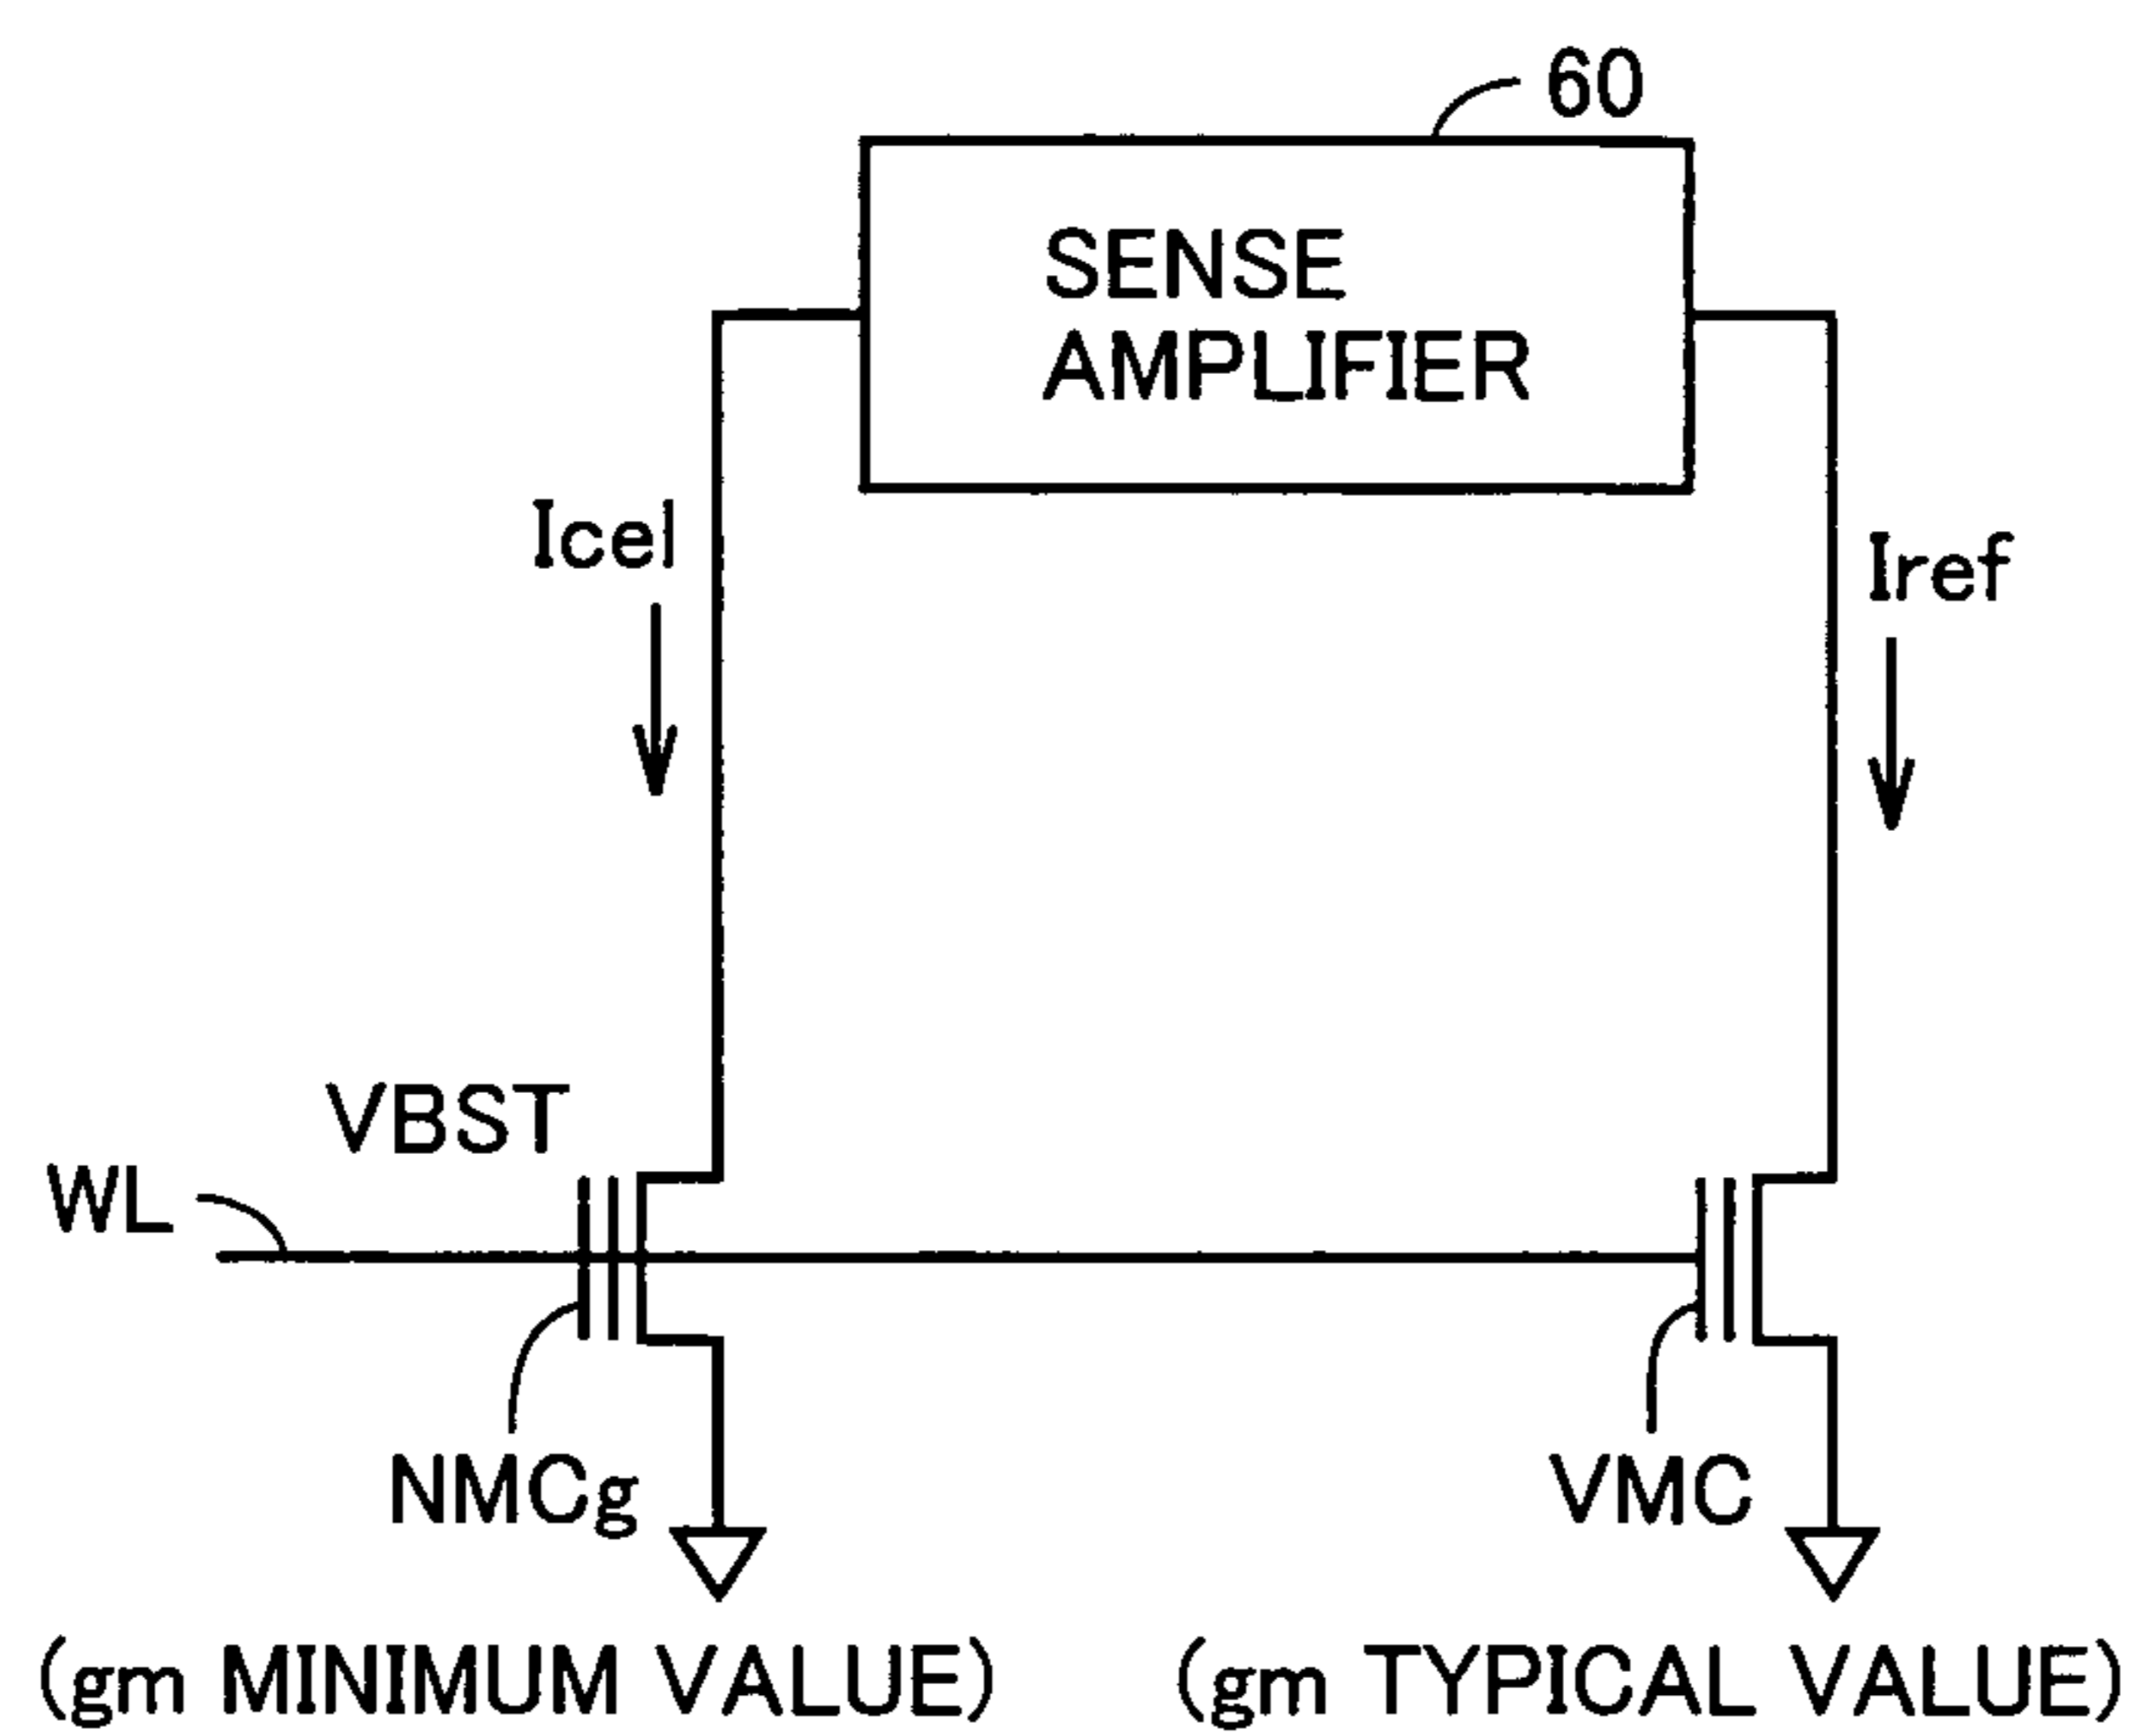 60
SENSE
AMPLIFIER
Icel
Iref
VBST
WL
NMCg
VMC
(gm MINIMUM VALUE)
(gm TYPICAL VALUE)